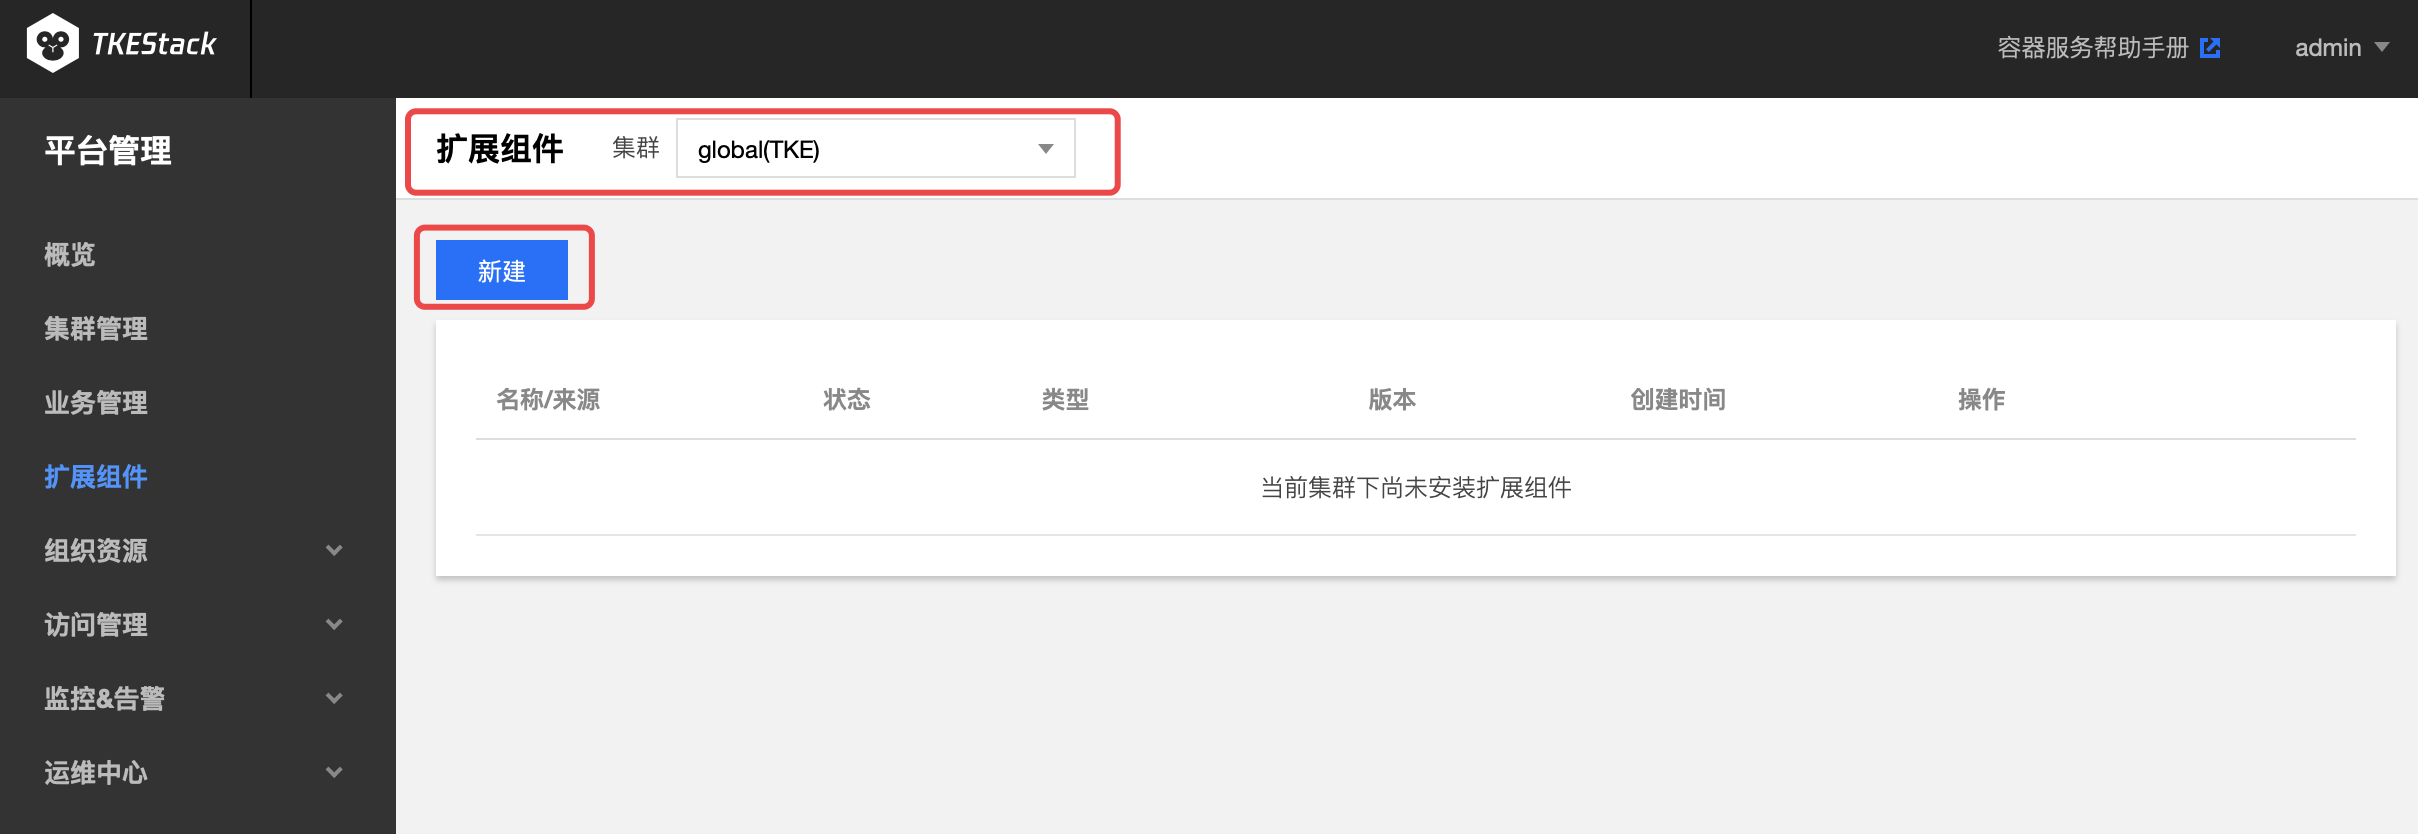 TKEStack
容器服务帮助手册
admin
平台管理
概览
集群管理
业务管理
扩展组件
组织资源
访问管理
监控&告警
运维中心
扩展组件 集群 global(TKE)
新建
名称/来源 状态 类型 版本 创建时间 操作
当前集群下尚未安装扩展组件